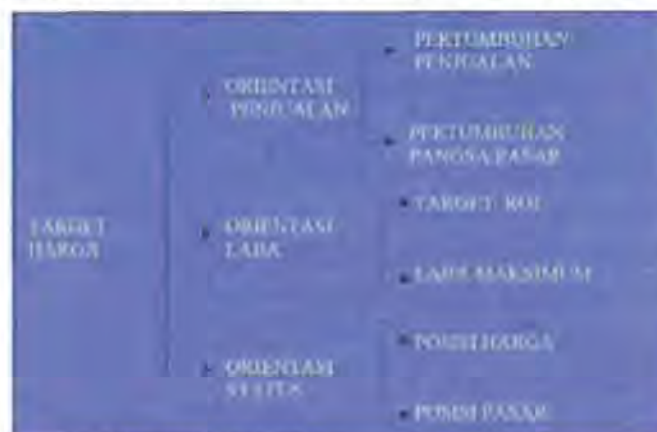 PERTUMBUHAN
PENJUALAN
ORIENTASI
PENJUALAN
PERTUMBUHAN
PANGSA PASAR
TARGET
HARGA
ORIENTASI
LABA
TARGET ROI
LABA MAKSIMUM
POSISI HARGA
ORIENTASI
STATUS
POSISI PASAR